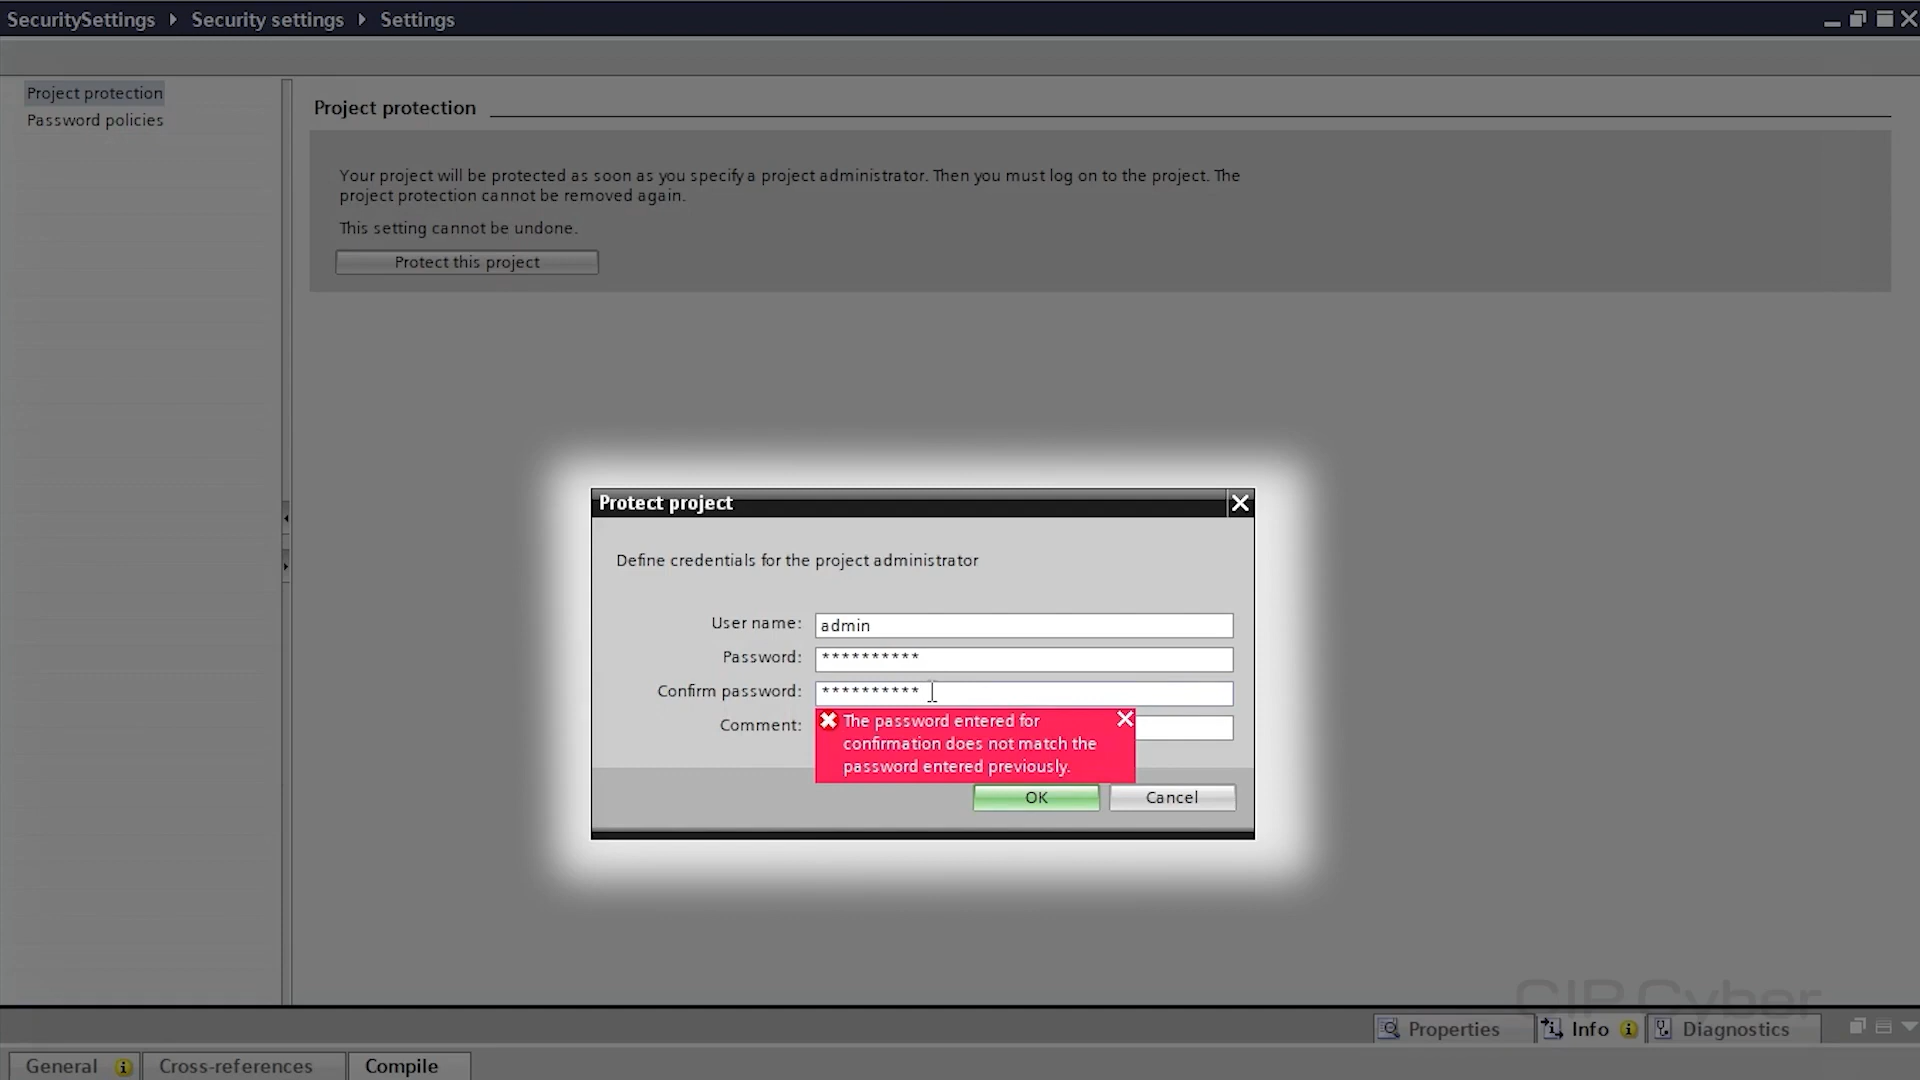 SecuritySettings ▸ Security settings ▸ Settings
Project protection
Password policies
Project protection
Your project will be protected as soon as you specify a project administrator. Then you must log on to the project. The
project protection cannot be removed again.
This setting cannot be undone.
Protect this project
Protect project
Define credentials for the project administrator
User name: admin
Password: **********
Confirm password: **********
Comment:
The password entered for
confirmation does not match the
password entered previously.
OK Cancel
CIP Cyber
Properties Info Diagnostics
General Cross-references Compile